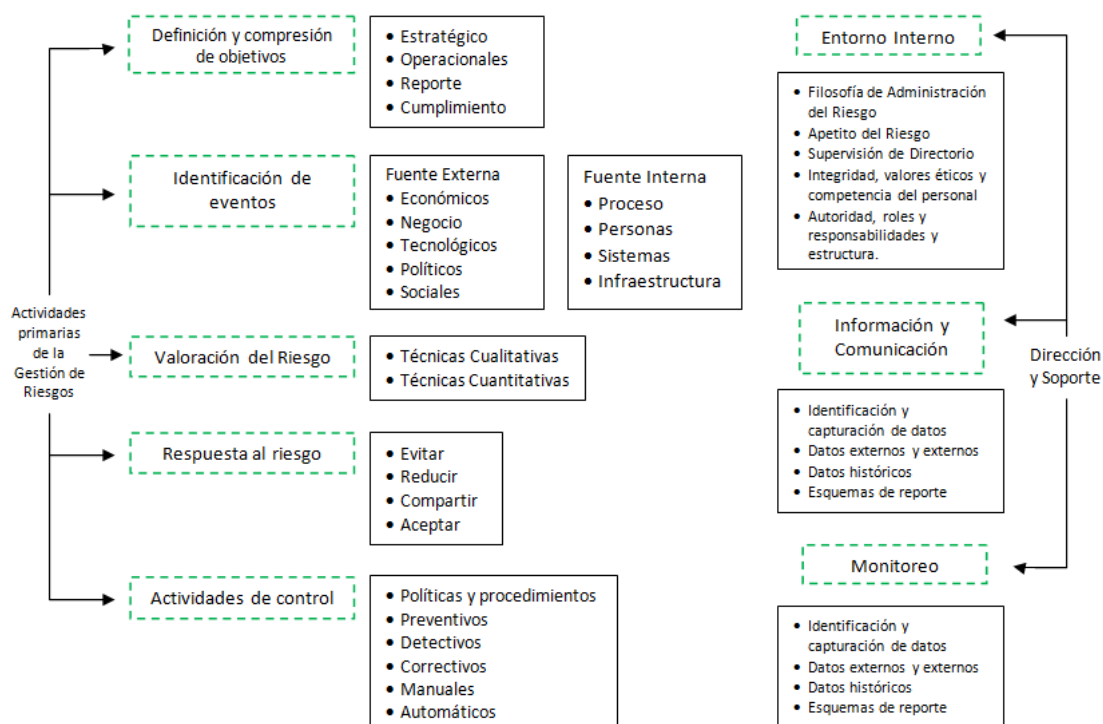 Actividades
primarias
de la
Gestión de
Riesgos
Definición y compresión
de objetivos
• Estratégico
• Operacionales
• Reporte
• Cumplimiento
Identificación de
eventos
Fuente Externa
• Económicos
• Negocio
• Tecnológicos
• Políticos
• Sociales
Fuente Interna
• Proceso
• Personas
• Sistemas
• Infraestructura
Valoración del Riesgo
• Técnicas Cualitativas
• Técnicas Cuantitativas
Respuesta al riesgo
• Evitar
• Reducir
• Compartir
• Aceptar
Actividades de control
• Políticas y procedimientos
• Preventivos
• Detectivos
• Correctivos
• Manuales
• Automáticos
Dirección
y Soporte
Entorno Interno
• Filosofía de Administración
del Riesgo
• Apetito del Riesgo
• Supervisión de Directorio
• Integridad, valores éticos y
competencia del personal
• Autoridad, roles y
responsabilidades y
estructura.
Información y
Comunicación
• Identificación y
capturación de datos
• Datos externos y externos
• Datos históricos
• Esquemas de reporte
Monitoreo
• Identificación y
capturación de datos
• Datos externos y externos
• Datos históricos
• Esquemas de reporte